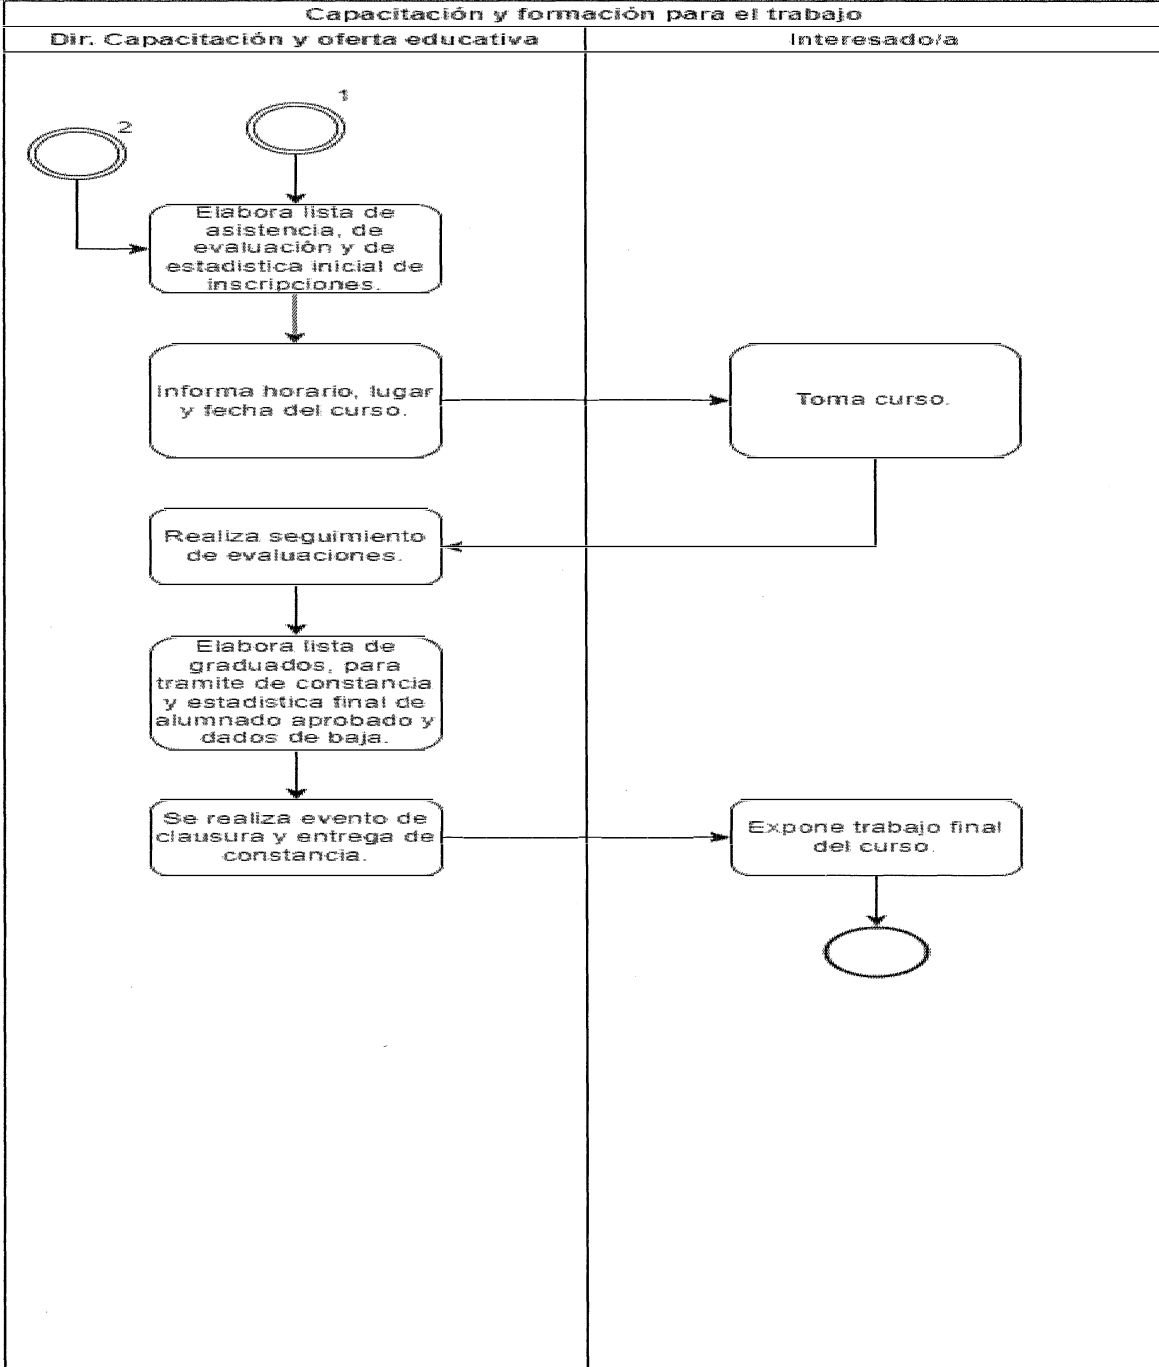 Capacitación y formación para el trabajo
Dir. Capacitación y oferta educativa
Interesado/a
1
2
Elabora lista de
asistencia, de
evaluación y de
estadistica inicial de
inscripciones.
Informa horario, lugar
y fecha del curso.
Toma curso.
Realiza seguimiento
de evaluaciones.
Elabora lista de
graduados, para
tramite de constancia
y estadistica final de
alumnado aprobado y
dados de baja.
Se realiza evento de
clausura y entrega de
constancia.
Expone trabajo final
del curso.